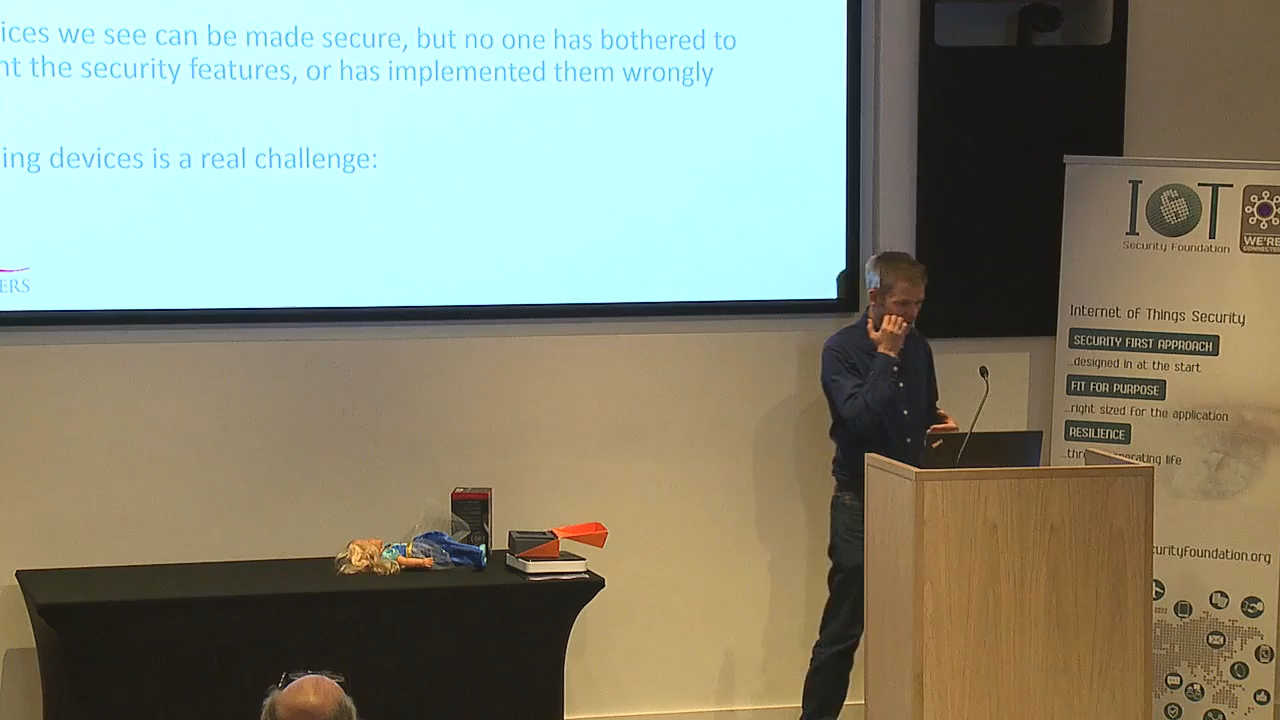 ices we see can be made secure, but no one has bothered to
nt the security features, or has implemented them wrongly
ing devices is a real challenge:
ERS
IOT
Security Foundation
WE'RE
CONNECTED
Internet of Things Security
SECURITY FIRST APPROACH
...designed in at the start
FIT FOR PURPOSE
...right sized for the application
RESILIENCE
...thr erating life
curityfoundation.org